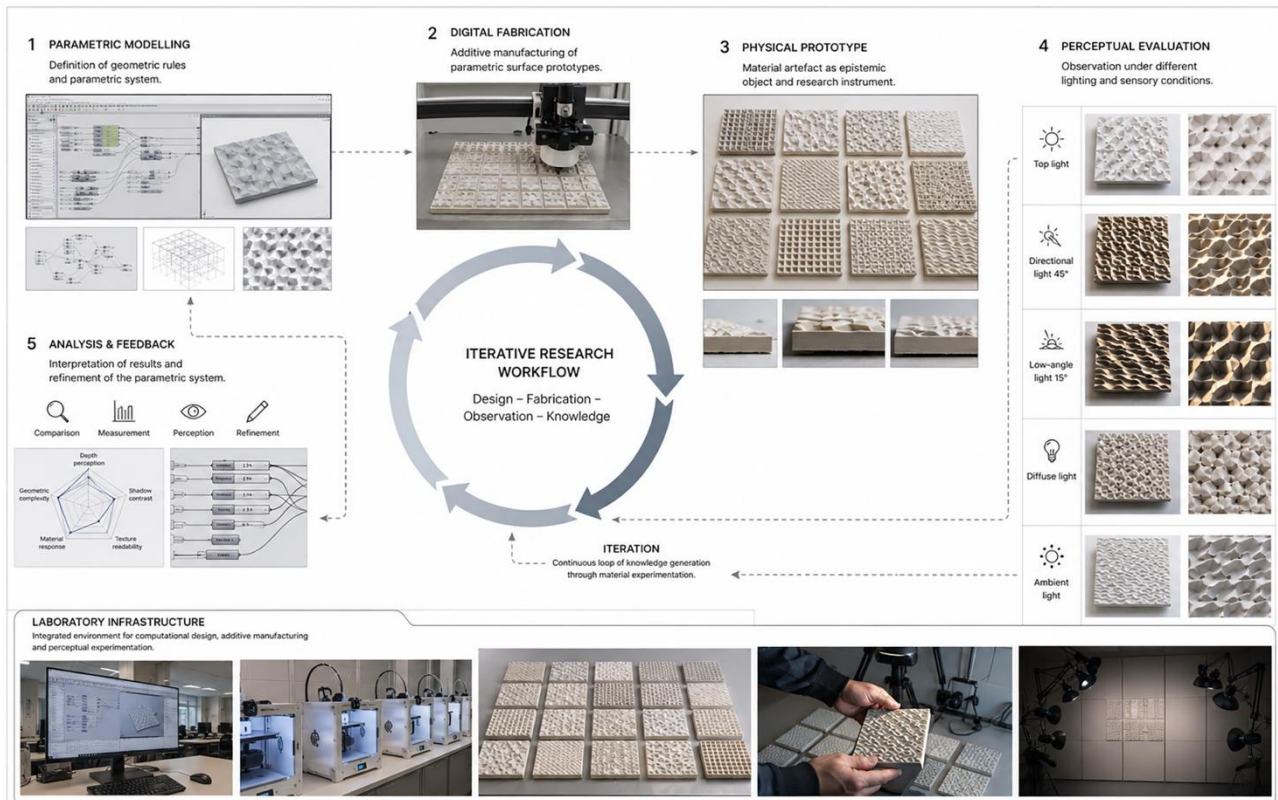 1 PARAMETRIC MODELLING
Definition of geometric rules
and parametric system.
2 DIGITAL FABRICATION
Additive manufacturing of
parametric surface prototypes.
3 PHYSICAL PROTOTYPE
Material artefact as epistemic
object and research instrument.
4 PERCEPTUAL EVALUATION
Observation under different
lighting and sensory conditions.
Top light
Directional
light 45°
Low-angle
light 15°
Diffuse light
Ambient
light
5 ANALYSIS & FEEDBACK
Interpretation of results and
refinement of the parametric system.
Comparison
Measurement
Perception
Refinement
Depth
perception
Geometric
complexity
Shadow
contrast
Material
response
Texture
readability
ITERATIVE RESEARCH
WORKFLOW
Design – Fabrication –
Observation – Knowledge
ITERATION
Continuous loop of knowledge generation
through material experimentation.
LABORATORY INFRASTRUCTURE
Integrated environment for computational design, additive manufacturing
and perceptual experimentation.